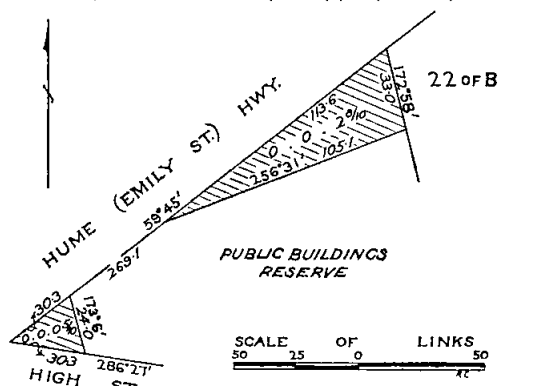 22 OF B
172°58'
33·0
113·6
0 . 0 . 2
105·1
256°31'
HUME (EMILY ST.) HWY.
59°45'
269·1
PUBLIC BUILDINGS
RESERVE
30·3
173°6'
24·0
0.0.
30·3
286°27'
HIGH ST
SCALE OF LINKS
50 25 0 50